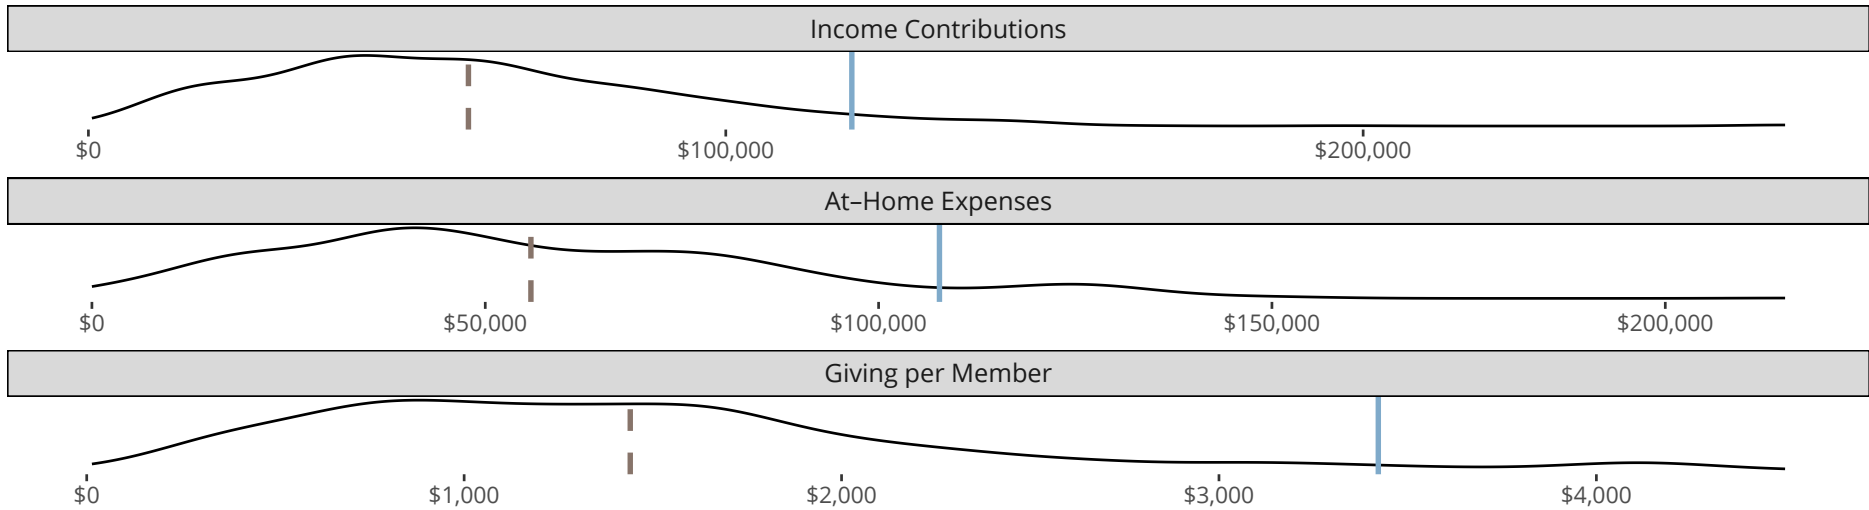 Income Contributions
$0 $100,000 $200,000
At–Home Expenses
$0 $50,000 $100,000 $150,000 $200,000
Giving per Member
$0 $1,000 $2,000 $3,000 $4,000